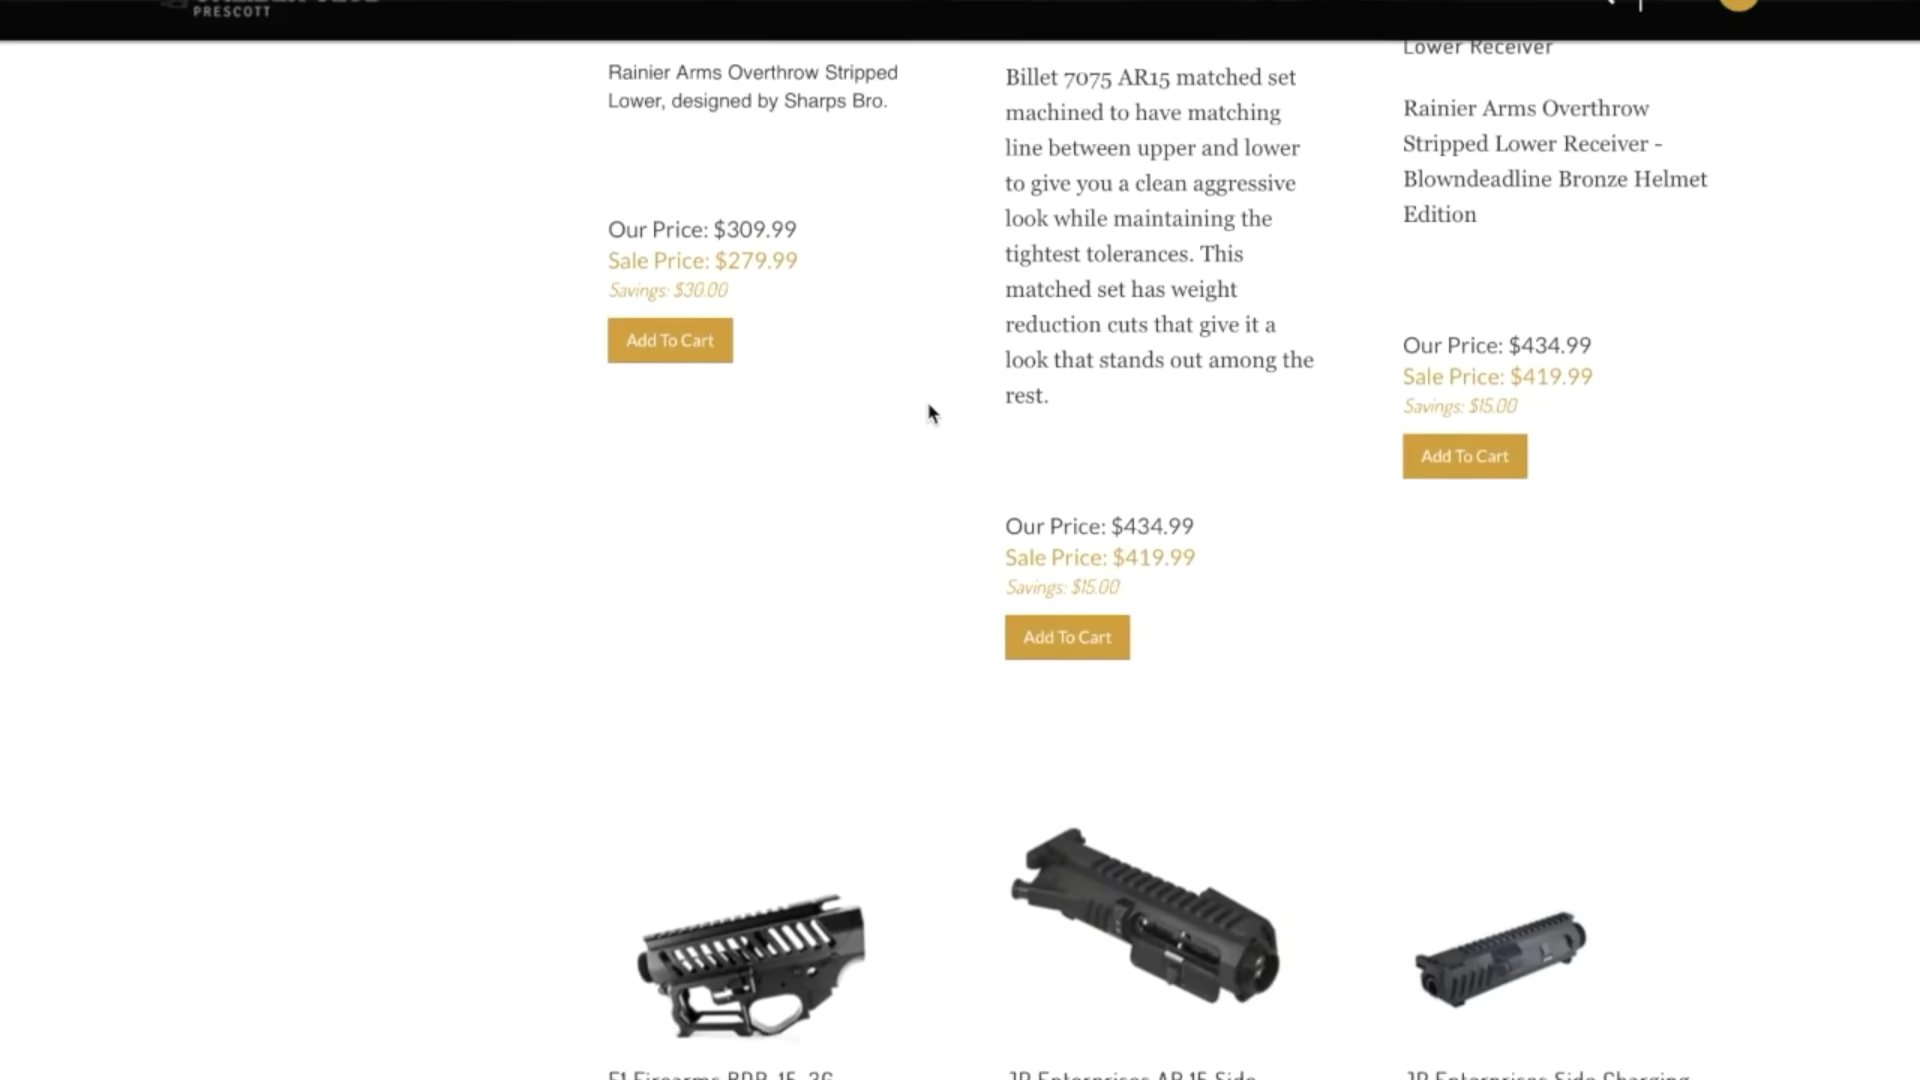 PRESCOTT
Rainier Arms Overthrow Stripped
Lower, designed by Sharps Bro.
Our Price: $309.99
Sale Price: $279.99
Savings: $30.00
Add To Cart
Billet 7075 AR15 matched set
machined to have matching
line between upper and lower
to give you a clean aggressive
look while maintaining the
tightest tolerances. This
matched set has weight
reduction cuts that give it a
look that stands out among the
rest.
Our Price: $434.99
Sale Price: $419.99
Savings: $15.00
Add To Cart
Lower Receiver
Rainier Arms Overthrow
Stripped Lower Receiver -
Blowndeadline Bronze Helmet
Edition
Our Price: $434.99
Sale Price: $419.99
Savings: $15.00
Add To Cart
F1 Firearms BDR-15-3G
JP Enterprises AR 15 Side
JP Enterprises Side Charging